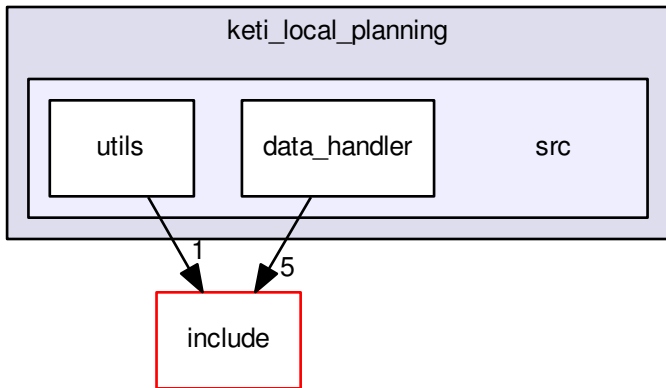 keti_local_planning
utils
data_handler
src
1
5
include